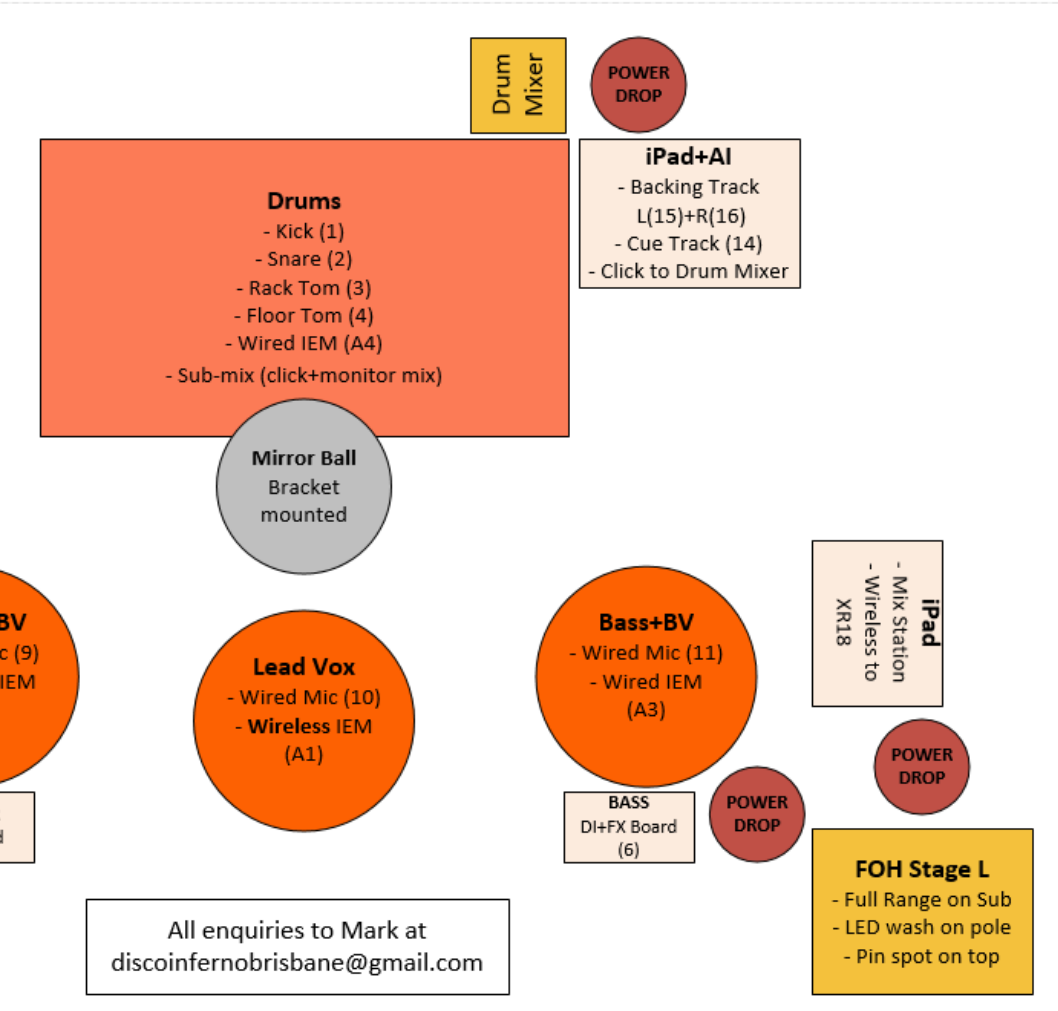 Drum
Mixer
POWER
DROP
iPad+AI
- Backing Track
L(15)+R(16)
- Cue Track (14)
- Click to Drum Mixer
Drums
- Kick (1)
- Snare (2)
- Rack Tom (3)
- Floor Tom (4)
- Wired IEM (A4)
- Sub-mix (click+monitor mix)
Mirror Ball
Bracket
mounted
BV
(9)
IEM
Lead Vox
- Wired Mic (10)
- Wireless IEM
(A1)
Bass+BV
- Wired Mic (11)
- Wired IEM
(A3)
iPad
- Mix Station
- Wireless to
XR18
POWER
DROP
BASS
DI+FX Board
(6)
POWER
DROP
FOH Stage L
- Full Range on Sub
- LED wash on pole
- Pin spot on top
All enquiries to Mark at
discoinfernobrisbane@gmail.com